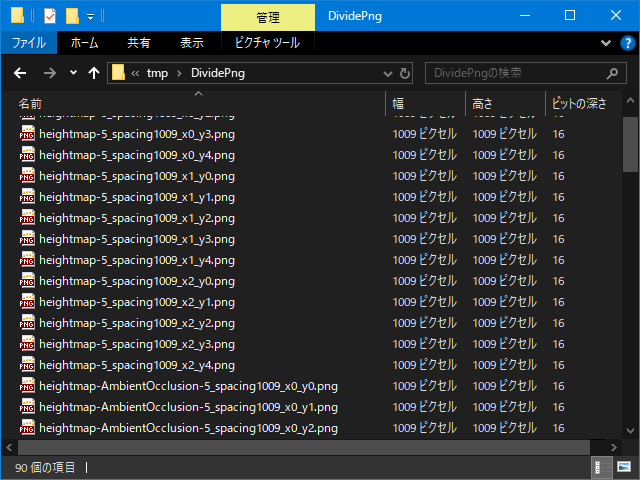 管理
DividePng
ファイル ホーム 共有 表示 ピクチャ ツール
« tmp > DividePng
DividePngの検索
名前 幅 高さ ビットの深さ
heightmap-5_spacing1009_x0_y3.png 1009 ピクセル 1009 ピクセル 16
heightmap-5_spacing1009_x0_y4.png 1009 ピクセル 1009 ピクセル 16
heightmap-5_spacing1009_x1_y0.png 1009 ピクセル 1009 ピクセル 16
heightmap-5_spacing1009_x1_y1.png 1009 ピクセル 1009 ピクセル 16
heightmap-5_spacing1009_x1_y2.png 1009 ピクセル 1009 ピクセル 16
heightmap-5_spacing1009_x1_y3.png 1009 ピクセル 1009 ピクセル 16
heightmap-5_spacing1009_x1_y4.png 1009 ピクセル 1009 ピクセル 16
heightmap-5_spacing1009_x2_y0.png 1009 ピクセル 1009 ピクセル 16
heightmap-5_spacing1009_x2_y1.png 1009 ピクセル 1009 ピクセル 16
heightmap-5_spacing1009_x2_y2.png 1009 ピクセル 1009 ピクセル 16
heightmap-5_spacing1009_x2_y3.png 1009 ピクセル 1009 ピクセル 16
heightmap-5_spacing1009_x2_y4.png 1009 ピクセル 1009 ピクセル 16
heightmap-AmbientOcclusion-5_spacing1009_x0_y0.png 1009 ピクセル 1009 ピクセル 16
heightmap-AmbientOcclusion-5_spacing1009_x0_y1.png 1009 ピクセル 1009 ピクセル 16
heightmap-AmbientOcclusion-5_spacing1009_x0_y2.png 1009 ピクセル 1009 ピクセル 16
90 個の項目